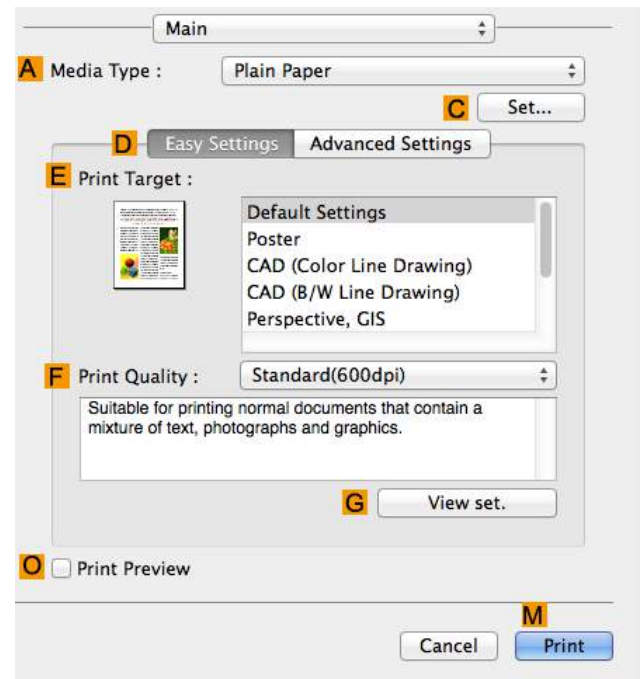 Main
A Media Type : Plain Paper
C Set...
D Easy Settings Advanced Settings
E Print Target :
Default Settings
Poster
CAD (Color Line Drawing)
CAD (B/W Line Drawing)
Perspective, GIS
F Print Quality : Standard(600dpi)
Suitable for printing normal documents that contain a
mixture of text, photographs and graphics.
G View set.
O Print Preview
M
Cancel Print